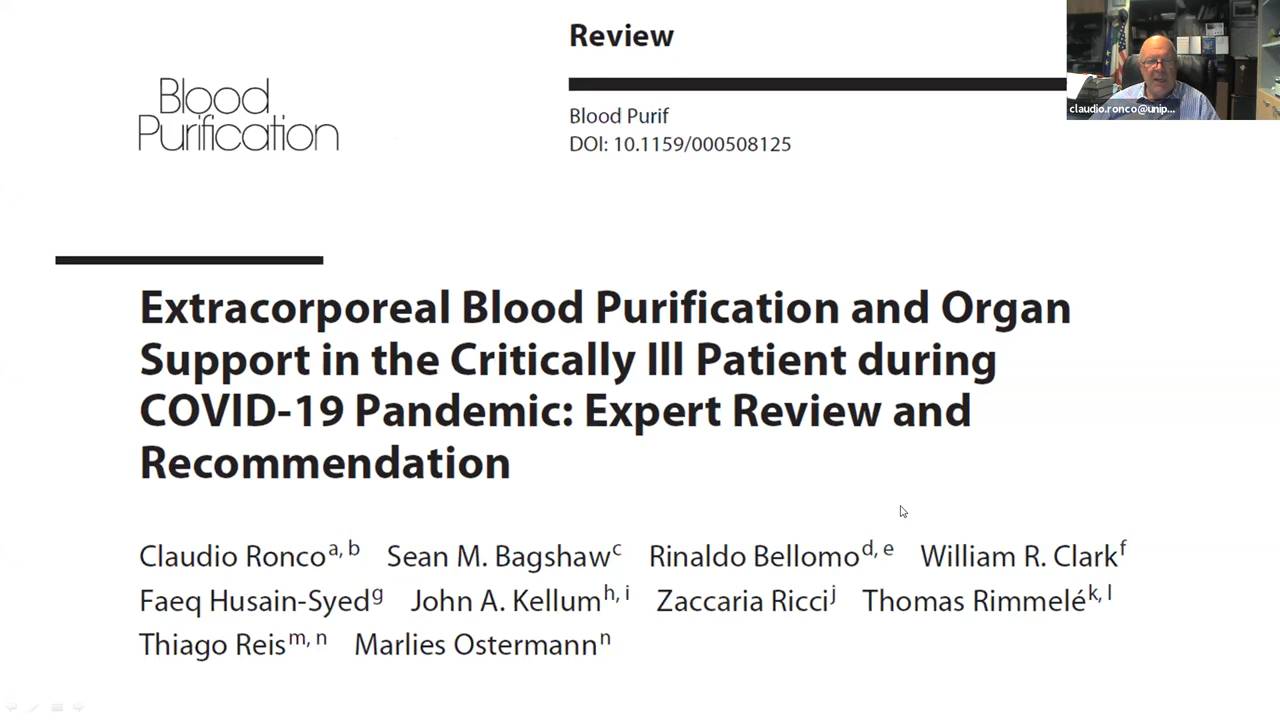 Review
Blood
Purification
Blood Purif
DOI: 10.1159/000508125
claudio.ronco@unip...
Extracorporeal Blood Purification and Organ
Support in the Critically Ill Patient during
COVID-19 Pandemic: Expert Review and
Recommendation
Claudio Ronco a, b Sean M. Bagshaw c Rinaldo Bellomo d, e William R. Clark f
Faeq Husain-Syed g John A. Kellum h, i Zaccaria Ricci j Thomas Rimmelé k, l
Thiago Reis m, n Marlies Ostermann n